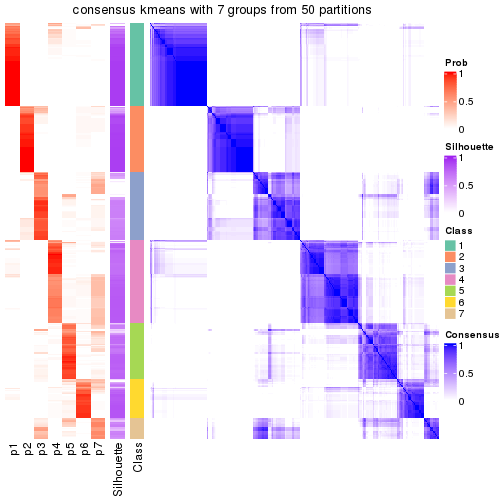 consensus kmeans with 7 groups from 50 partitions
Prob
1
0.5
0
Silhouette
1
0.5
0
Class
1
2
3
4
5
6
7
Consensus
1
0.5
0
p1
p2
p3
p4
p5
p6
p7
Silhouette
Class